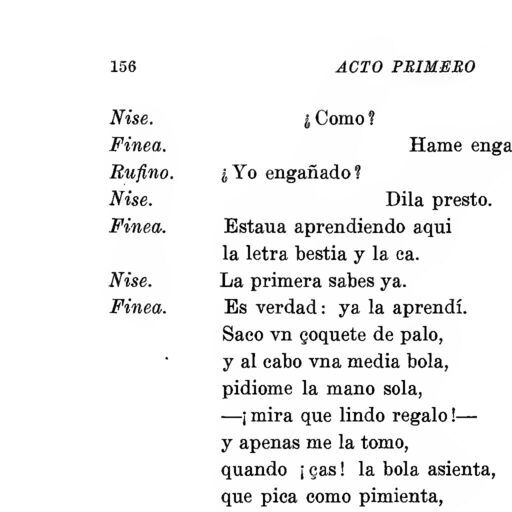 156 ACTO PRIMERO
Nise. ¿Como?
Finea. Hame enga
Rufino. ¿Yo engañado?
Nise. Dila presto.
Finea. Estaua aprendiendo aqui
la letra bestia y la ca.
Nise. La primera sabes ya.
Finea. Es verdad: ya la aprendí.
Saco vn çoquete de palo,
y al cabo vna media bola,
pidiome la mano sola,
—¡mira que lindo regalo!—
y apenas me la tomo,
quando ¡ças! la bola asienta,
que pica como pimienta,